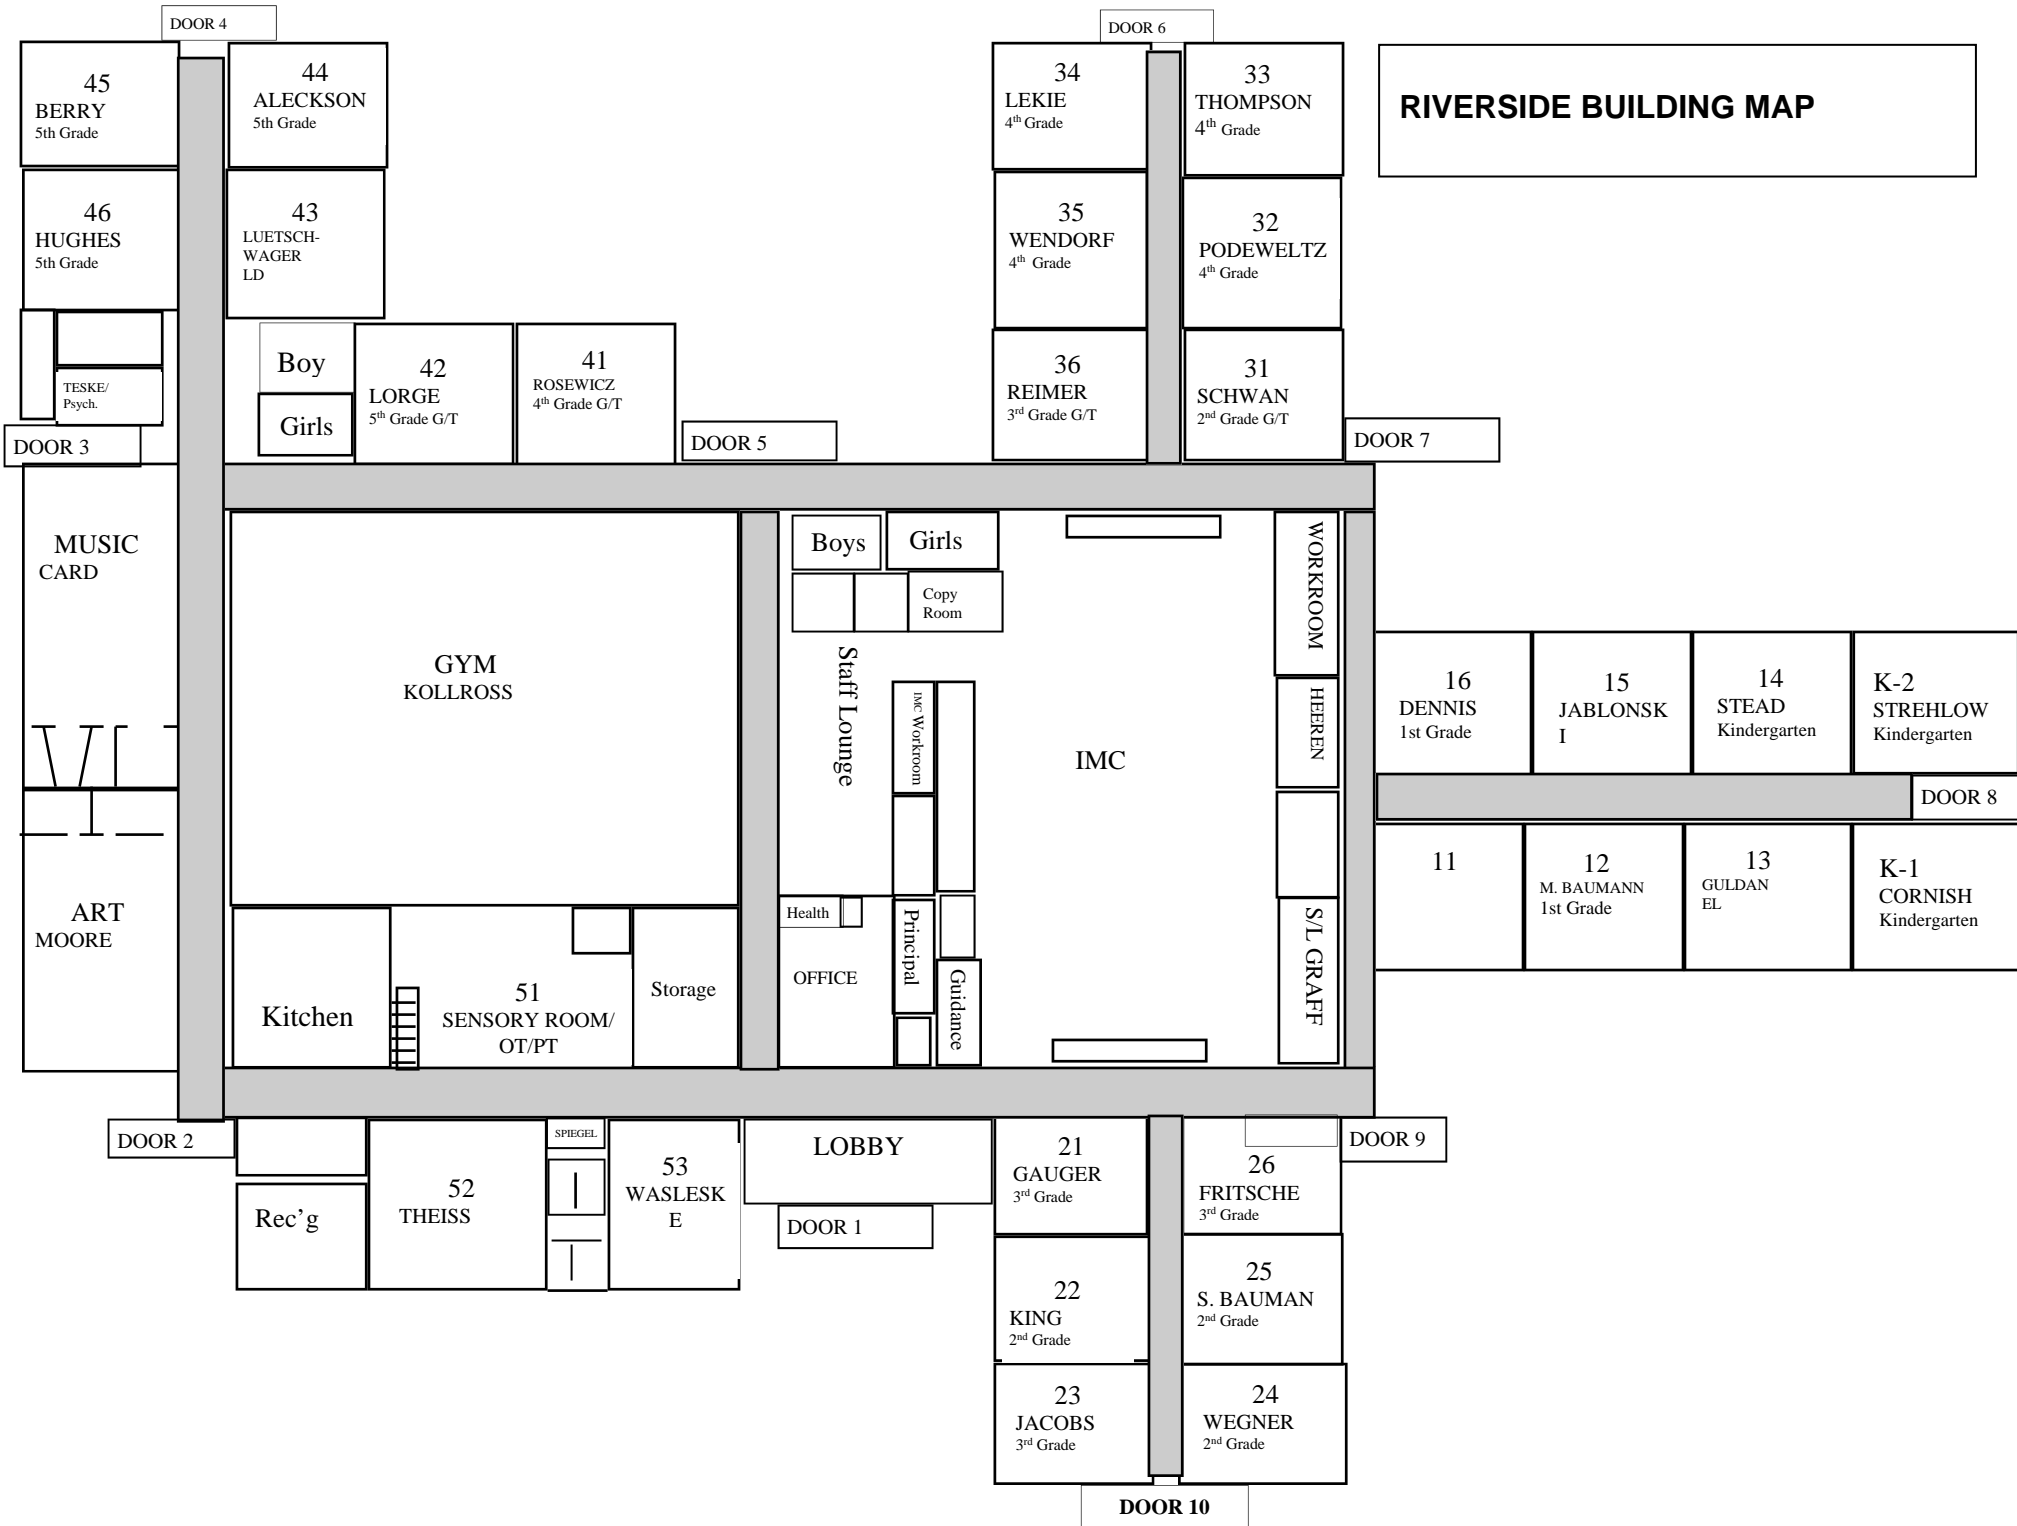 DOOR 4
DOOR 6
RIVERSIDE BUILDING MAP
45
BERRY
5th Grade
44
ALECKSON
5th Grade
34
LEKIE
4th Grade
33
THOMPSON
4th Grade
46
HUGHES
5th Grade
43
LUETSCH-
WAGER
LD
35
WENDORF
4th Grade
32
PODEWELTZ
4th Grade
TESKE/
Psych.
Boy
Girls
42
LORGE
5th Grade G/T
41
ROSEWICZ
4th Grade G/T
36
REIMER
3rd Grade G/T
31
SCHWAN
2nd Grade G/T
DOOR 3
DOOR 5
DOOR 7
MUSIC
CARD
GYM
KOLLROSS
Boys
Girls
Copy
Room
WORKROOM
Staff Lounge
IMC Workroom
IMC
HEEREN
16
DENNIS
1st Grade
15
JABLONSK
I
14
STEAD
Kindergarten
K-2
STREHLOW
Kindergarten
DOOR 8
11
12
M. BAUMANN
1st Grade
13
GULDAN
EL
K-1
CORNISH
Kindergarten
ART
MOORE
Health
Principal
OFFICE
Guidance
S/L GRAFF
Kitchen
51
SENSORY ROOM/
OT/PT
Storage
DOOR 2
Rec’g
52
THEISS
SPIEGEL
53
WASLESK
E
LOBBY
DOOR 1
21
GAUGER
3rd Grade
26
FRITSCHE
3rd Grade
DOOR 9
22
KING
2nd Grade
25
S. BAUMAN
2nd Grade
23
JACOBS
3rd Grade
24
WEGNER
2nd Grade
DOOR 10